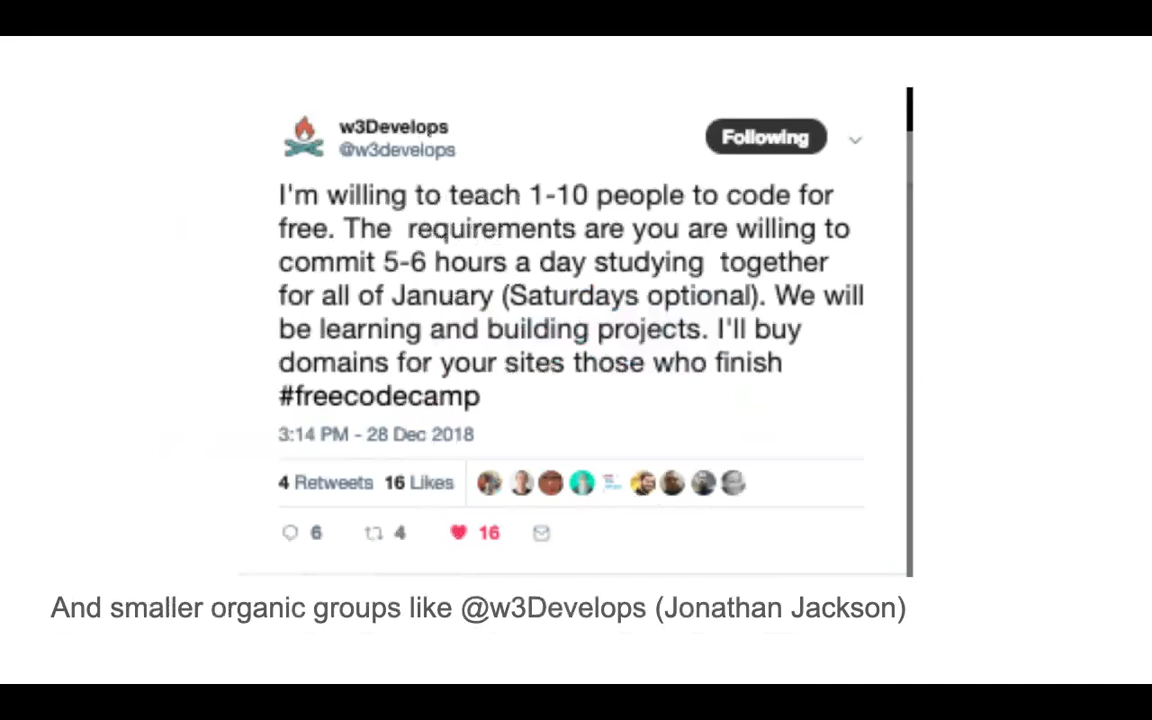 w3Develops
@w3develops
Following
I'm willing to teach 1-10 people to code for
free. The  requirements are you are willing to
commit 5-6 hours a day studying  together
for all of January (Saturdays optional). We will
be learning and building projects. I'll buy
domains for your sites those who finish
#freecodecamp
3:14 PM - 28 Dec 2018
4 Retweets 16 Likes
6 4 16
And smaller organic groups like @w3Develops (Jonathan Jackson)